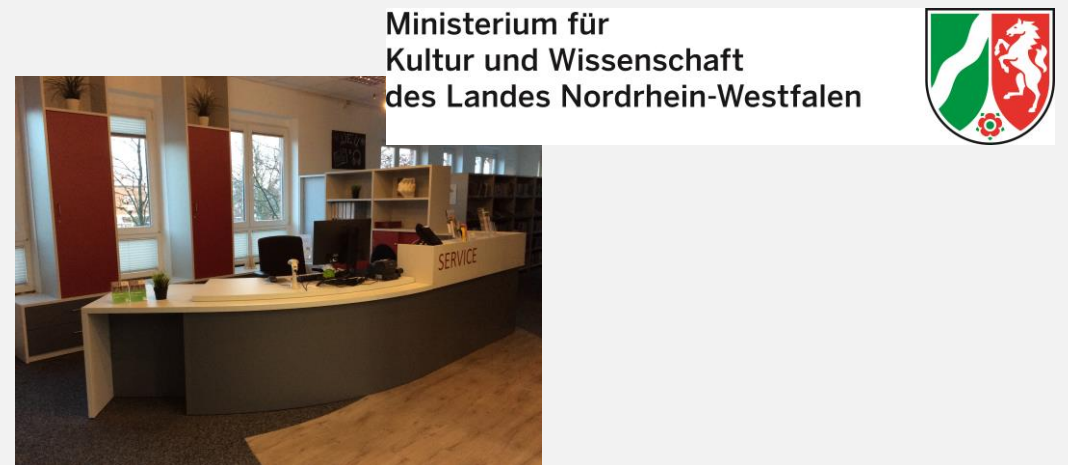 Ministerium für
Kultur und Wissenschaft
des Landes Nordrhein-Westfalen
SERVICE